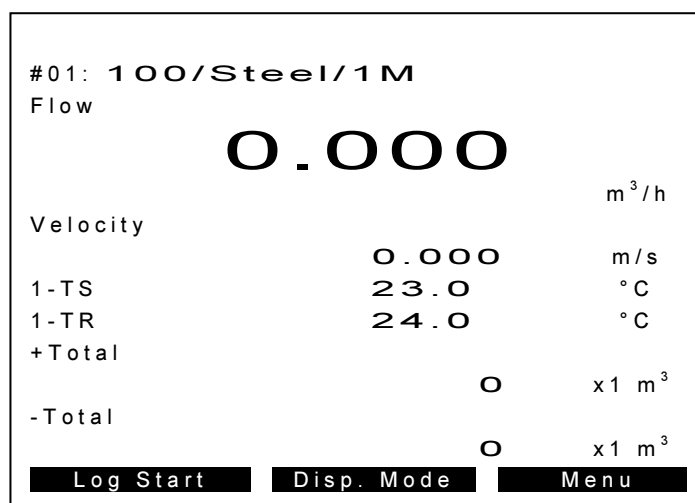 #01: 100/Steel/1M
Flow
0.000
m³/h
Velocity
0.000 m/s
1-TS 23.0 °C
1-TR 24.0 °C
+Total
0 x1 m³
-Total
0 x1 m³
Log Start Disp. Mode Menu